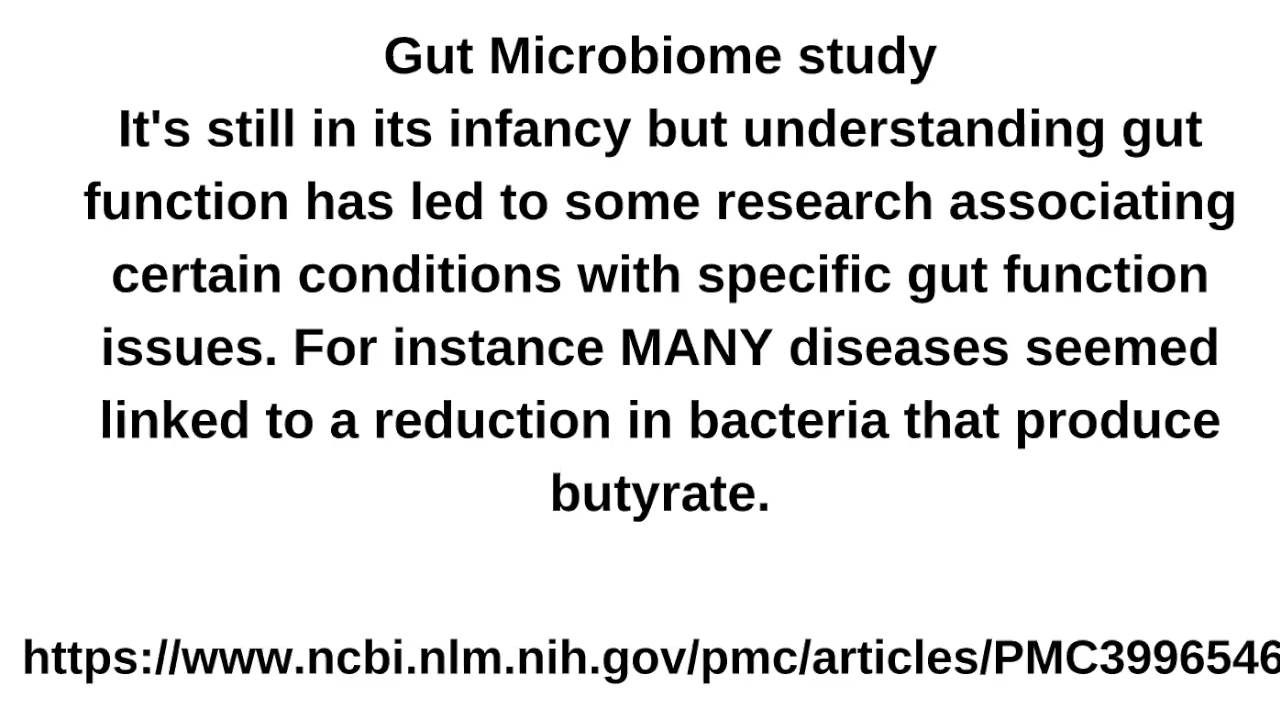 Gut Microbiome study
It's still in its infancy but understanding gut
function has led to some research associating
certain conditions with specific gut function
issues. For instance MANY diseases seemed
linked to a reduction in bacteria that produce
butyrate.
https://www.ncbi.nlm.nih.gov/pmc/articles/PMC3996546